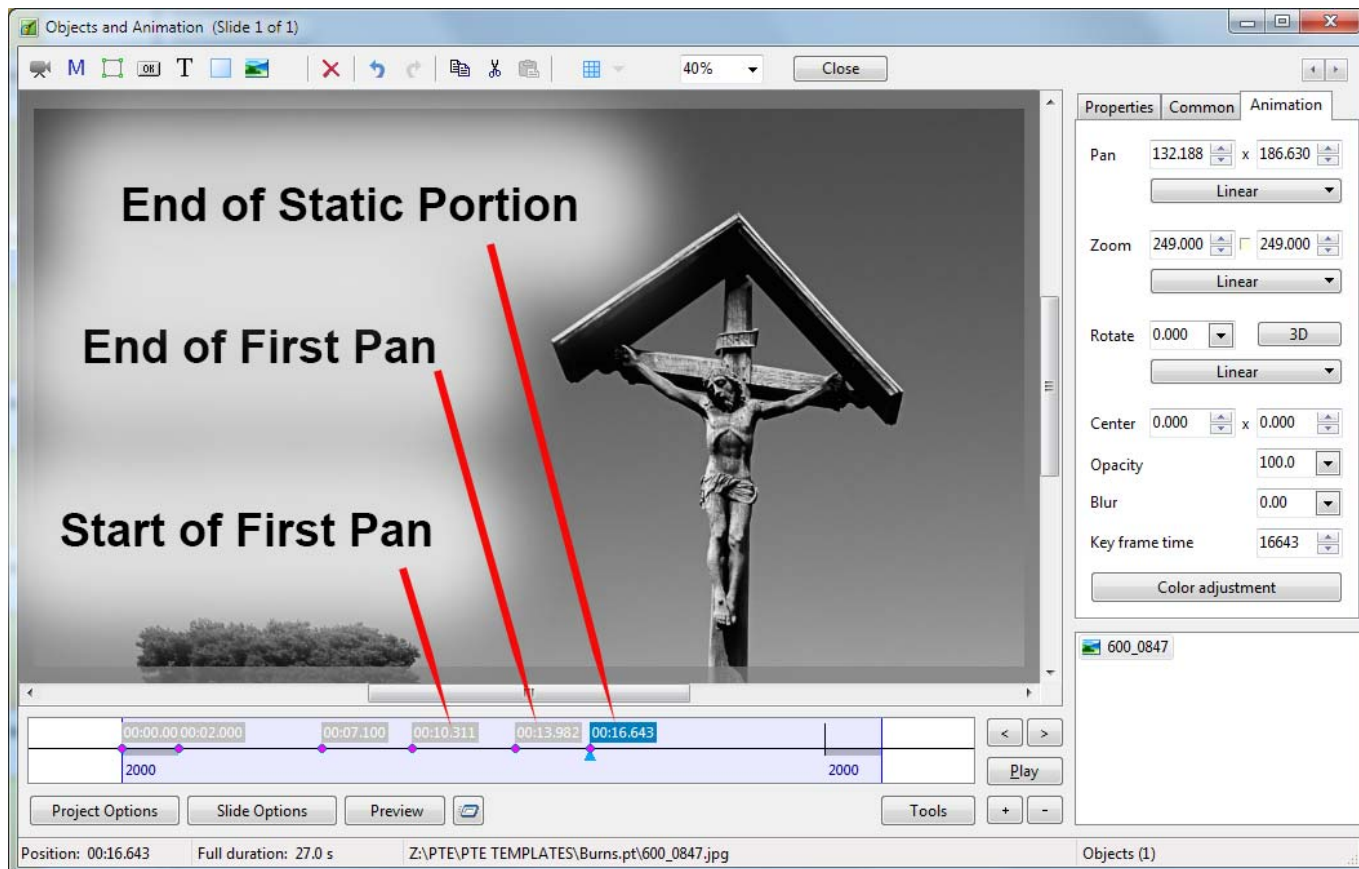 Objects and Animation (Slide 1 of 1)
M OK T 40% Close
Properties Common Animation
Pan 132.188 x 186.630
Linear
Zoom 249.000 249.000
Linear
Rotate 0.000 3D
Linear
Center 0.000 x 0.000
Opacity 100.0
Blur 0.00
Key frame time 16643
Color adjustment
600_0847
End of Static Portion
End of First Pan
Start of First Pan
00:00.00 00:02.000 00:07.100 00:10.311 00:13.982 00:16.643
2000 2000
< >
Play
+ -
Project Options Slide Options Preview Tools
Position: 00:16.643 Full duration: 27.0 s Z:\PTE\PTE TEMPLATES\Burns.pt\600_0847.jpg Objects (1)